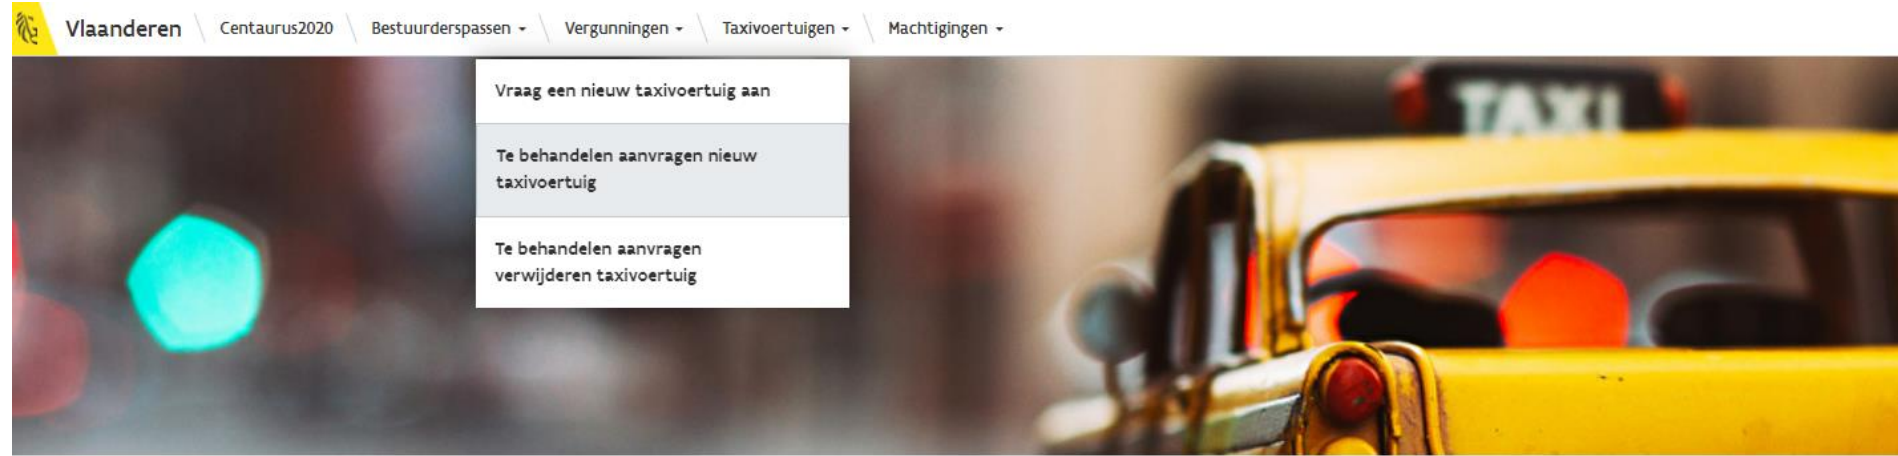 Vlaanderen Centaurus2020 Bestuurderspassen Vergunningen Taxivoertuigen Machtigingen
Vraag een nieuw taxivoertuig aan
Te behandelen aanvragen nieuw
taxivoertuig
Te behandelen aanvragen
verwijderen taxivoertuig
TAXI